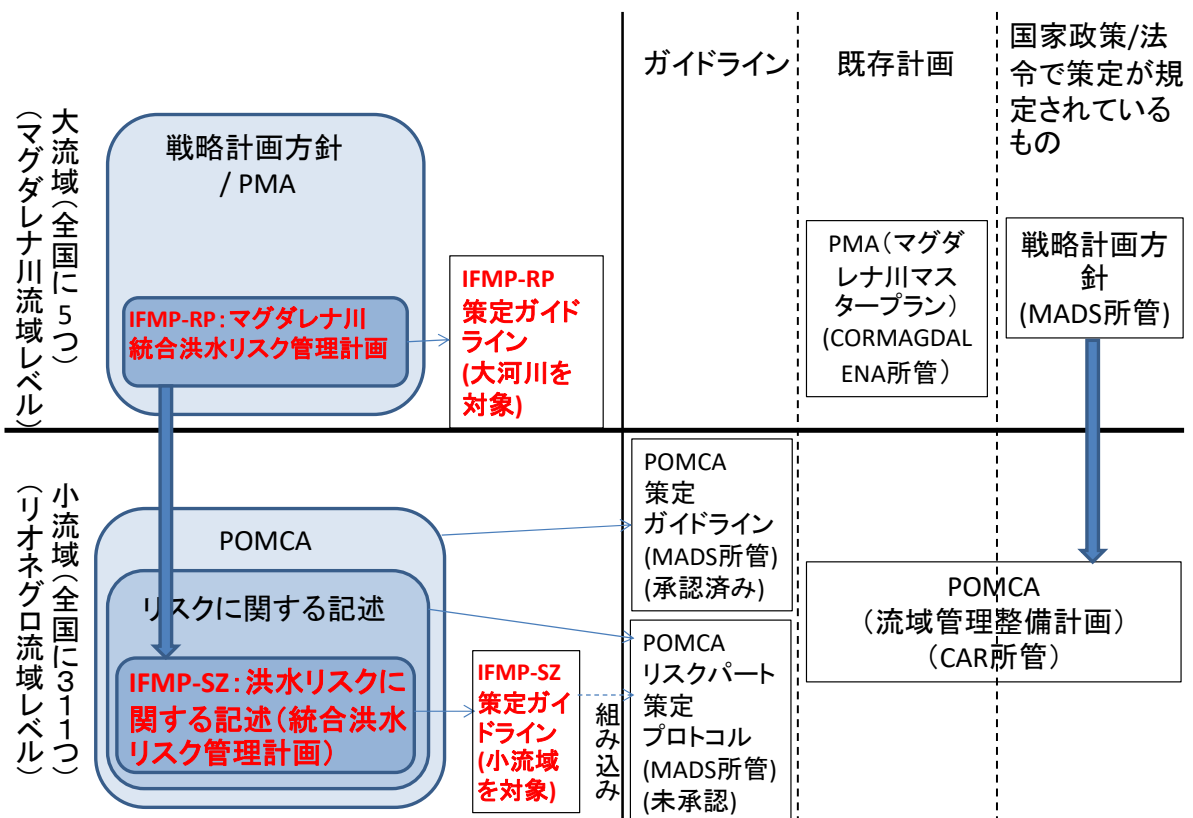 ガイドライン
既存計画
国家政策/法
令で策定が規
定されている
もの
大流域(全国に5つ)
(マグダレナ川流域レベル)
戦略計画方針
/ PMA
IFMP-RP:マグダレナ川
統合洪水リスク管理計画
IFMP-RP
策定ガイド
ライン
(大河川を
対象)
PMA(マグダ
レナ川マス
タープラン)
(CORMAGDAL
ENA所管)
戦略計画方
針
(MADS所管)
小流域(全国に311つ)
(リオネグロ流域レベル)
POMCA
リスクに関する記述
IFMP-SZ:洪水リスクに
関する記述(統合洪水
リスク管理計画)
IFMP-SZ
策定ガイ
ドライン
(小流域
を対象)
組み込み
POMCA
策定
ガイドライン
(MADS所管)
(承認済み)
POMCA
リスクパート
策定
プロトコル
(MADS所管)
(未承認)
POMCA
(流域管理整備計画)
(CAR所管)